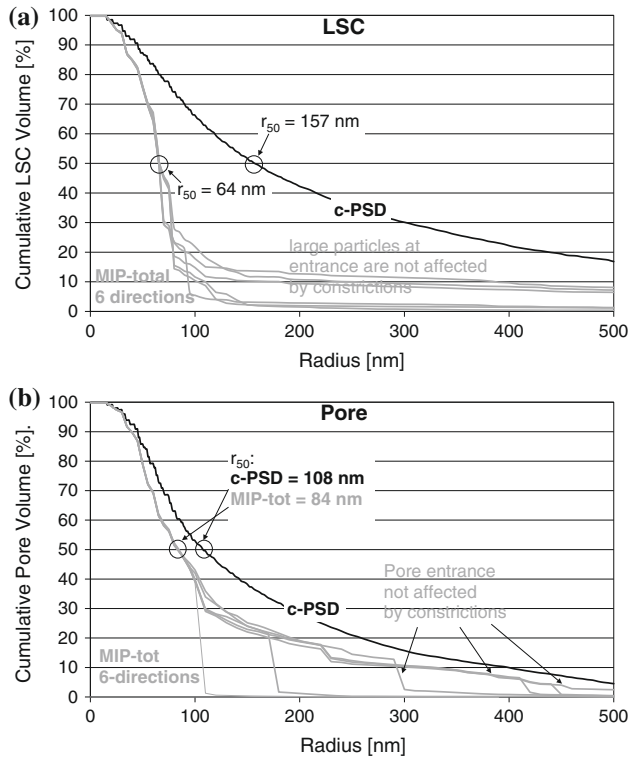 (a)
LSC
Cumulative LSC Volume [%]
100
90
80
70
60
50
40
30
20
10
0
r50 = 157 nm
r50 = 64 nm
c-PSD
large particles at
entrance are not affected
by constrictions
MIP-total
6 directions
0
100
200
300
400
500
Radius [nm]
(b)
Pore
Cumulative Pore Volume [%].
100
90
80
70
60
50
40
30
20
10
0
r50:
c-PSD = 108 nm
MIP-tot = 84 nm
Pore entrance
not affected
by constrictions
c-PSD
MIP-tot
6-directions
0
100
200
300
400
500
Radius [nm]